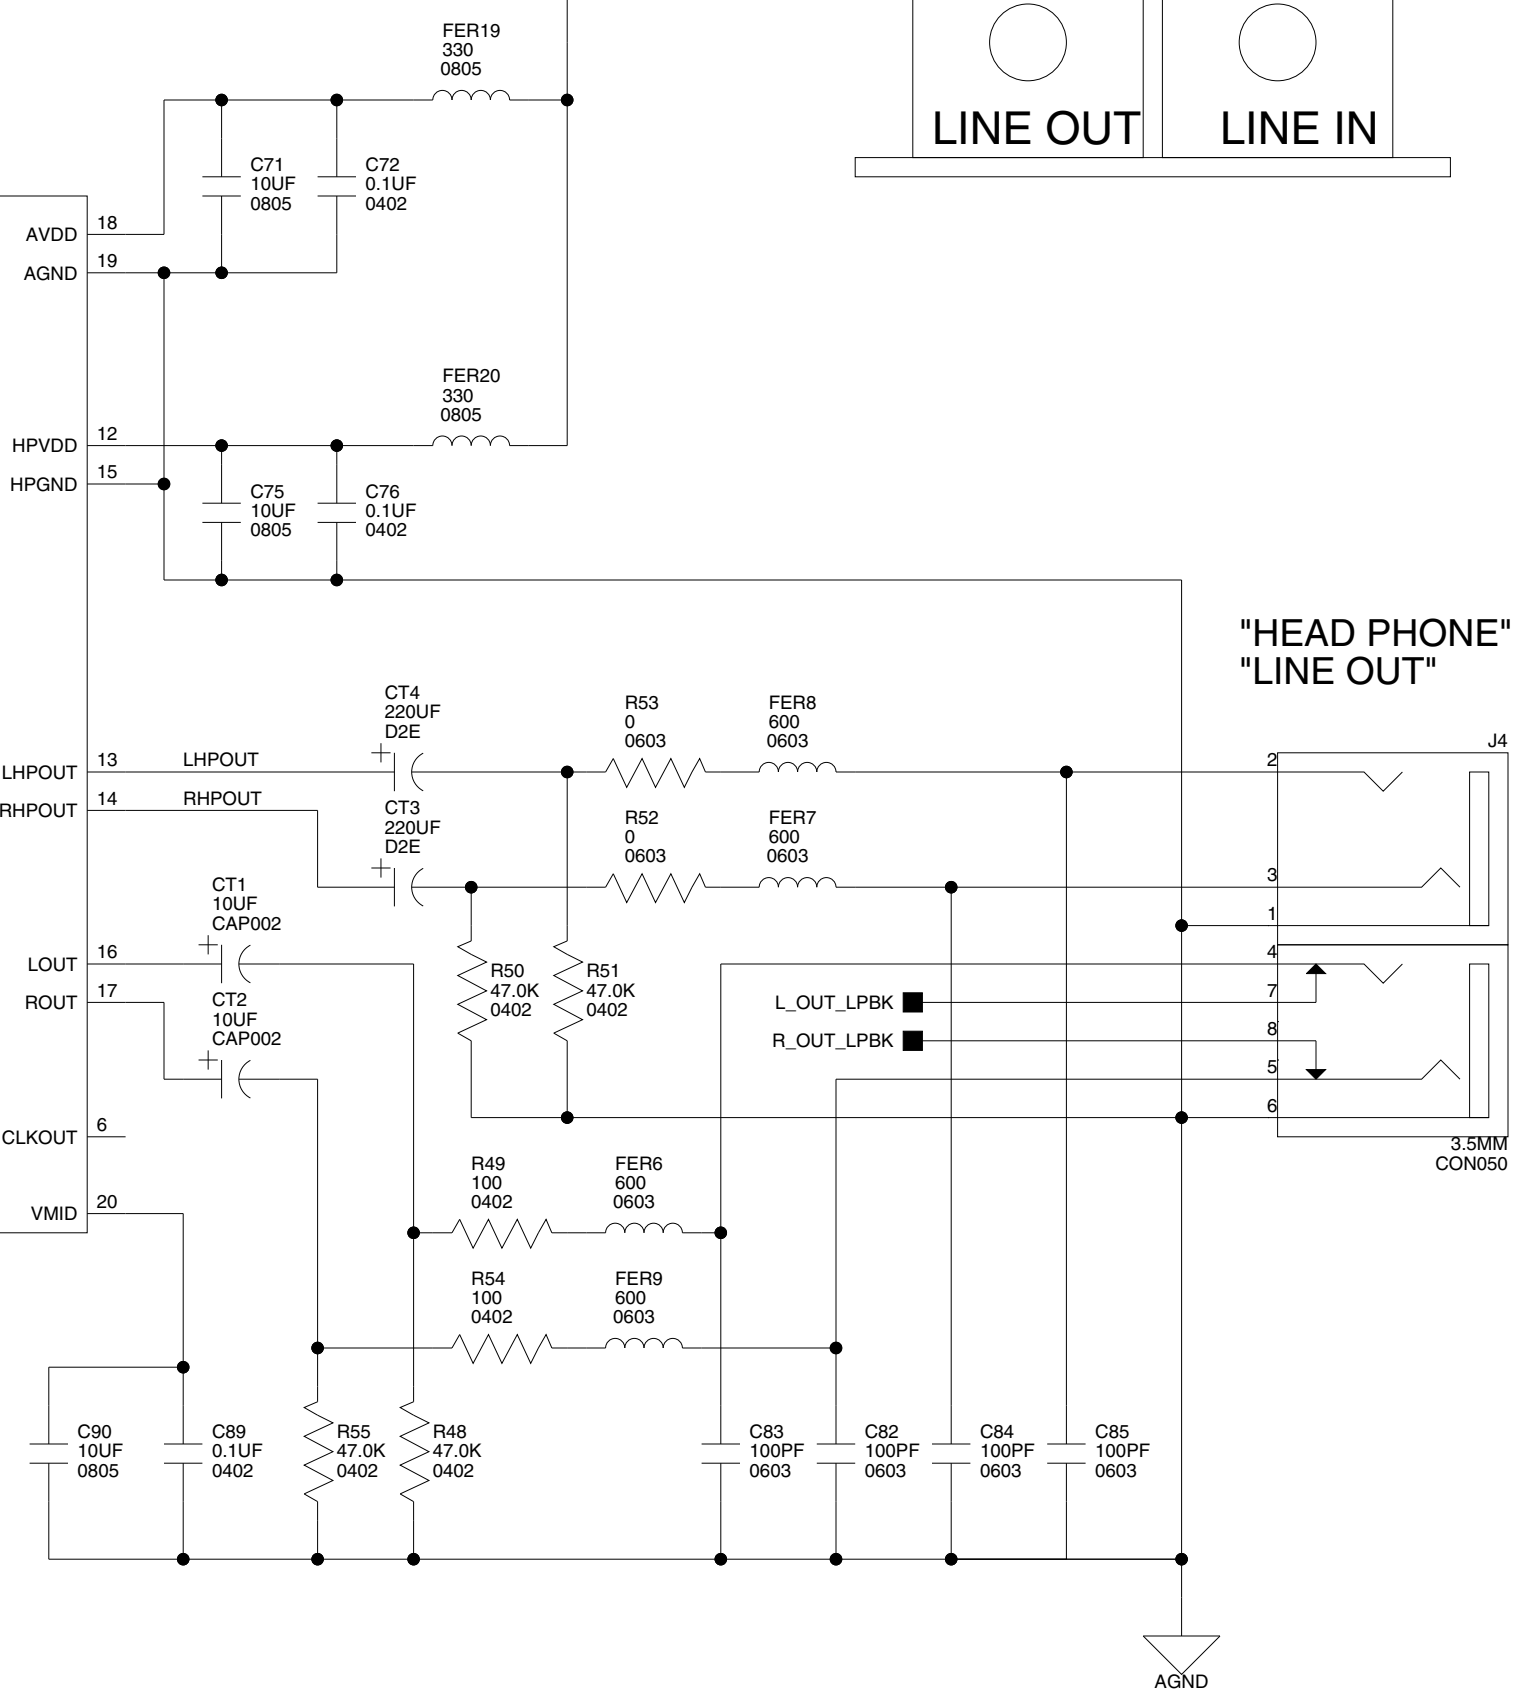 FER19
330
0805
LINE OUT
LINE IN
C71
10UF
0805
C72
0.1UF
0402
AVDD
18
AGND
19
FER20
330
0805
HPVDD
12
HPGND
15
C75
10UF
0805
C76
0.1UF
0402
"HEAD PHONE"
"LINE OUT"
CT4
220UF
D2E
+
R53
0
0603
FER8
600
0603
J4
LHPOUT
13
LHPOUT
2
RHPOUT
14
RHPOUT
CT3
220UF
D2E
+
R52
0
0603
FER7
600
0603
3
CT1
10UF
CAP002
+
1
LOUT
16
4
ROUT
17
CT2
10UF
CAP002
+
R50
47.0K
0402
R51
47.0K
0402
L_OUT_LPBK
7
R_OUT_LPBK
8
5
6
CLKOUT
6
3.5MM
CON050
R49
100
0402
FER6
600
0603
VMID
20
R54
100
0402
FER9
600
0603
C90
10UF
0805
C89
0.1UF
0402
R55
47.0K
0402
R48
47.0K
0402
C83
100PF
0603
C82
100PF
0603
C84
100PF
0603
C85
100PF
0603
AGND